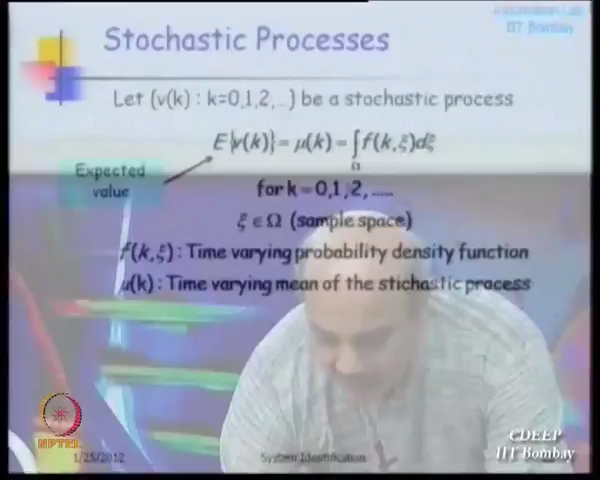 Automation Lab
IIT Bombay
Stochastic Processes
Let {v(k) : k=0,1,2,...} be a stochastic process
E{v(k)} = μ(k) = ∫Ω f(k,ξ)dξ
Expected
value
for k = 0,1,2, .....
ξ ∈ Ω (sample space)
f(k,ξ) : Time varying probability density function
μ(k) : Time varying mean of the stichastic process
NPTEL
1/25/2012
System Identification
CDEEP
IIT Bombay